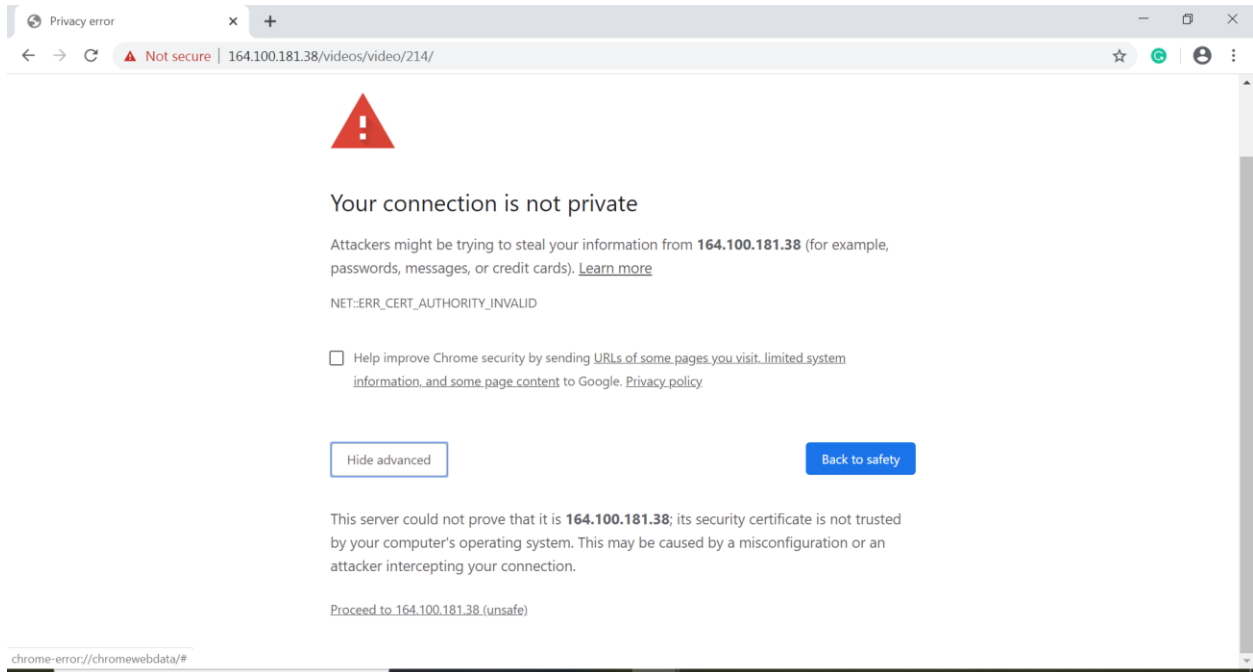 Privacy error
Not secure | 164.100.181.38/videos/video/214/
Your connection is not private
Attackers might be trying to steal your information from 164.100.181.38 (for example,
passwords, messages, or credit cards). Learn more
NET::ERR_CERT_AUTHORITY_INVALID
Help improve Chrome security by sending URLs of some pages you visit, limited system
information, and some page content to Google. Privacy policy
Hide advanced
Back to safety
This server could not prove that it is 164.100.181.38; its security certificate is not trusted
by your computer's operating system. This may be caused by a misconfiguration or an
attacker intercepting your connection.
Proceed to 164.100.181.38 (unsafe)
chrome-error://chromewebdata/#